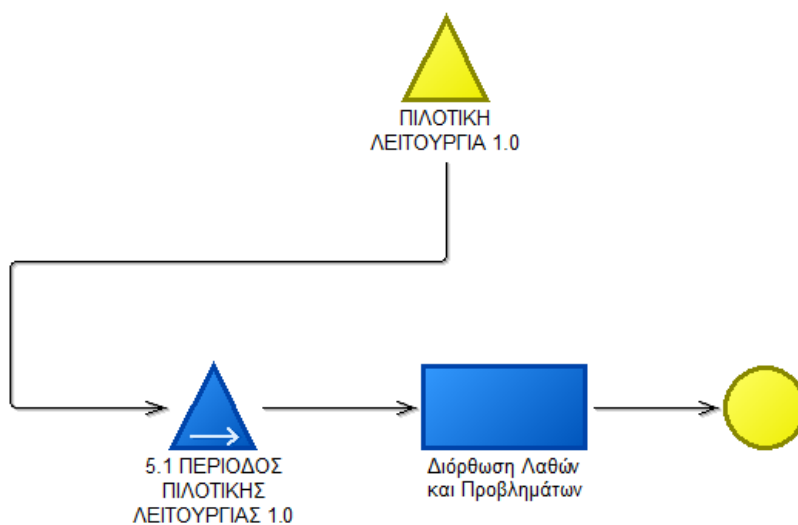 ΠΙΛΟΤΙΚΗ
ΛΕΙΤΟΥΡΓΙΑ 1.0
5.1 ΠΕΡΙΟΔΟΣ
ΠΙΛΟΤΙΚΗΣ
ΛΕΙΤΟΥΡΓΙΑΣ 1.0
Διόρθωση Λαθών
και Προβλημάτων